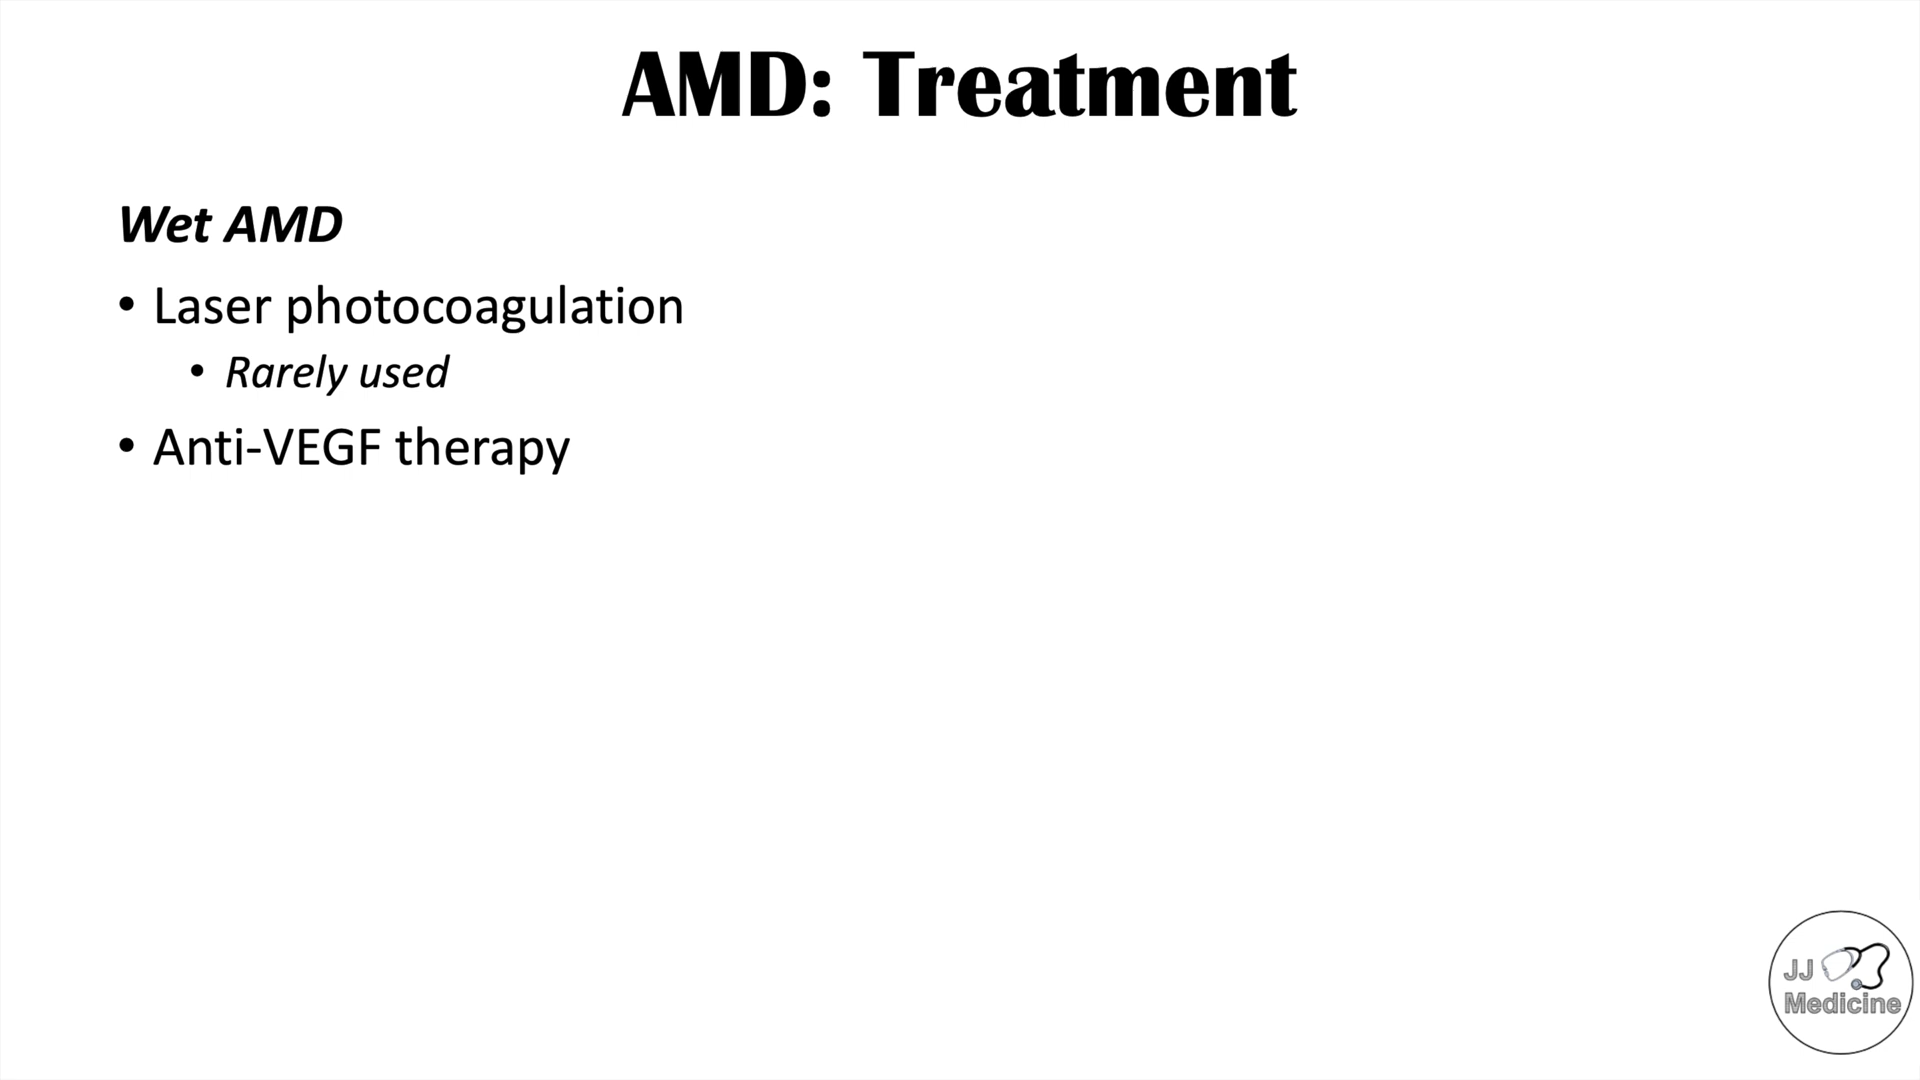 AMD: Treatment
Wet AMD
• Laser photocoagulation
• Rarely used
• Anti-VEGF therapy
JJ
Medicine